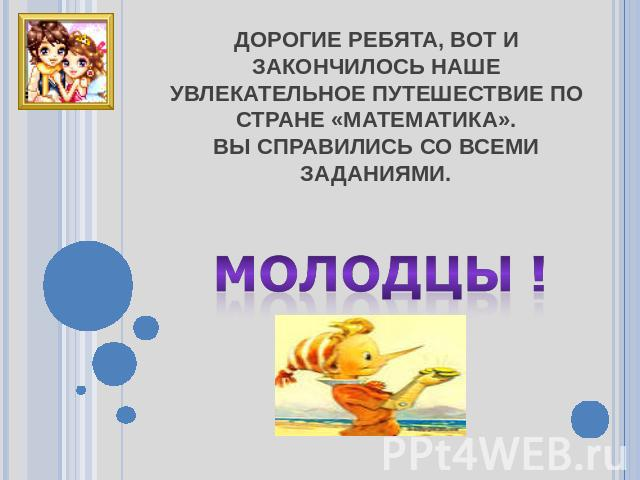 ДОРОГИЕ РЕБЯТА, ВОТ И
ЗАКОНЧИЛОСЬ НАШЕ
УВЛЕКАТЕЛЬНОЕ ПУТЕШЕСТВИЕ ПО
СТРАНЕ «МАТЕМАТИКА».
ВЫ СПРАВИЛИСЬ СО ВСЕМИ
ЗАДАНИЯМИ.
МОЛОДЦЫ !
PPt4WEB.ru